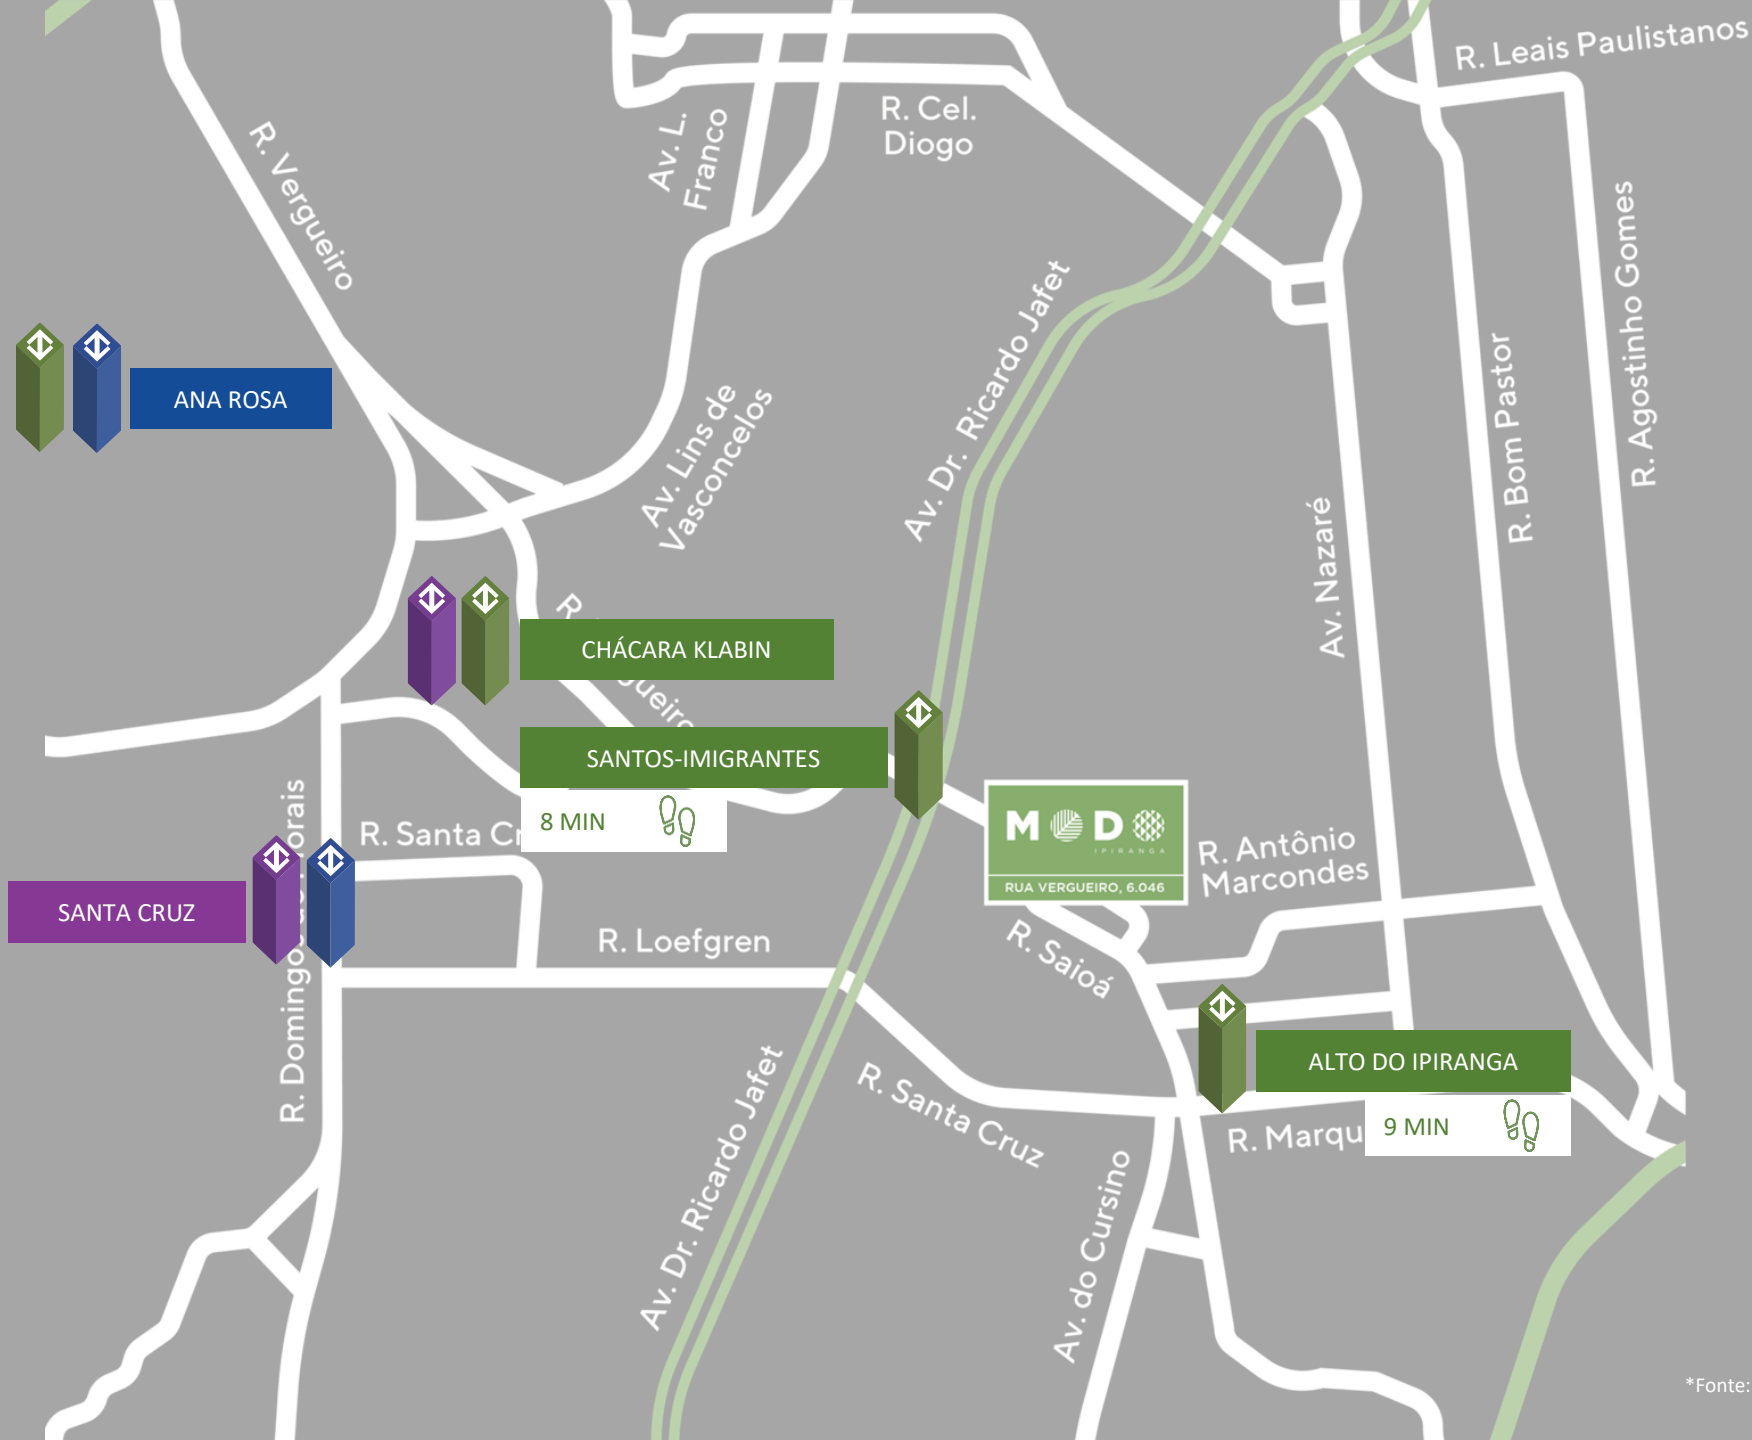 R. Leais Paulistanos
R. Cel.
Diogo
Av. L.
Franco
R. Vergueiro
R. Agostinho Gomes
Av. Dr. Ricardo Jafet
R. Bom Pastor
ANA ROSA
Av. Lins de
Vasconcelos
Av. Nazaré
CHÁCARA KLABIN
SANTOS-IMIGRANTES
8 MIN
MODO
IPIRANGA
RUA VERGUEIRO, 6.046
R. Antônio
Marcondes
R. Santa
SANTA CRUZ
R. Loefgren
R. Saioá
ALTO DO IPIRANGA
9 MIN
R. Santa Cruz
Av. Dr. Ricardo Jafet
Av. do Cursino
*Fonte: